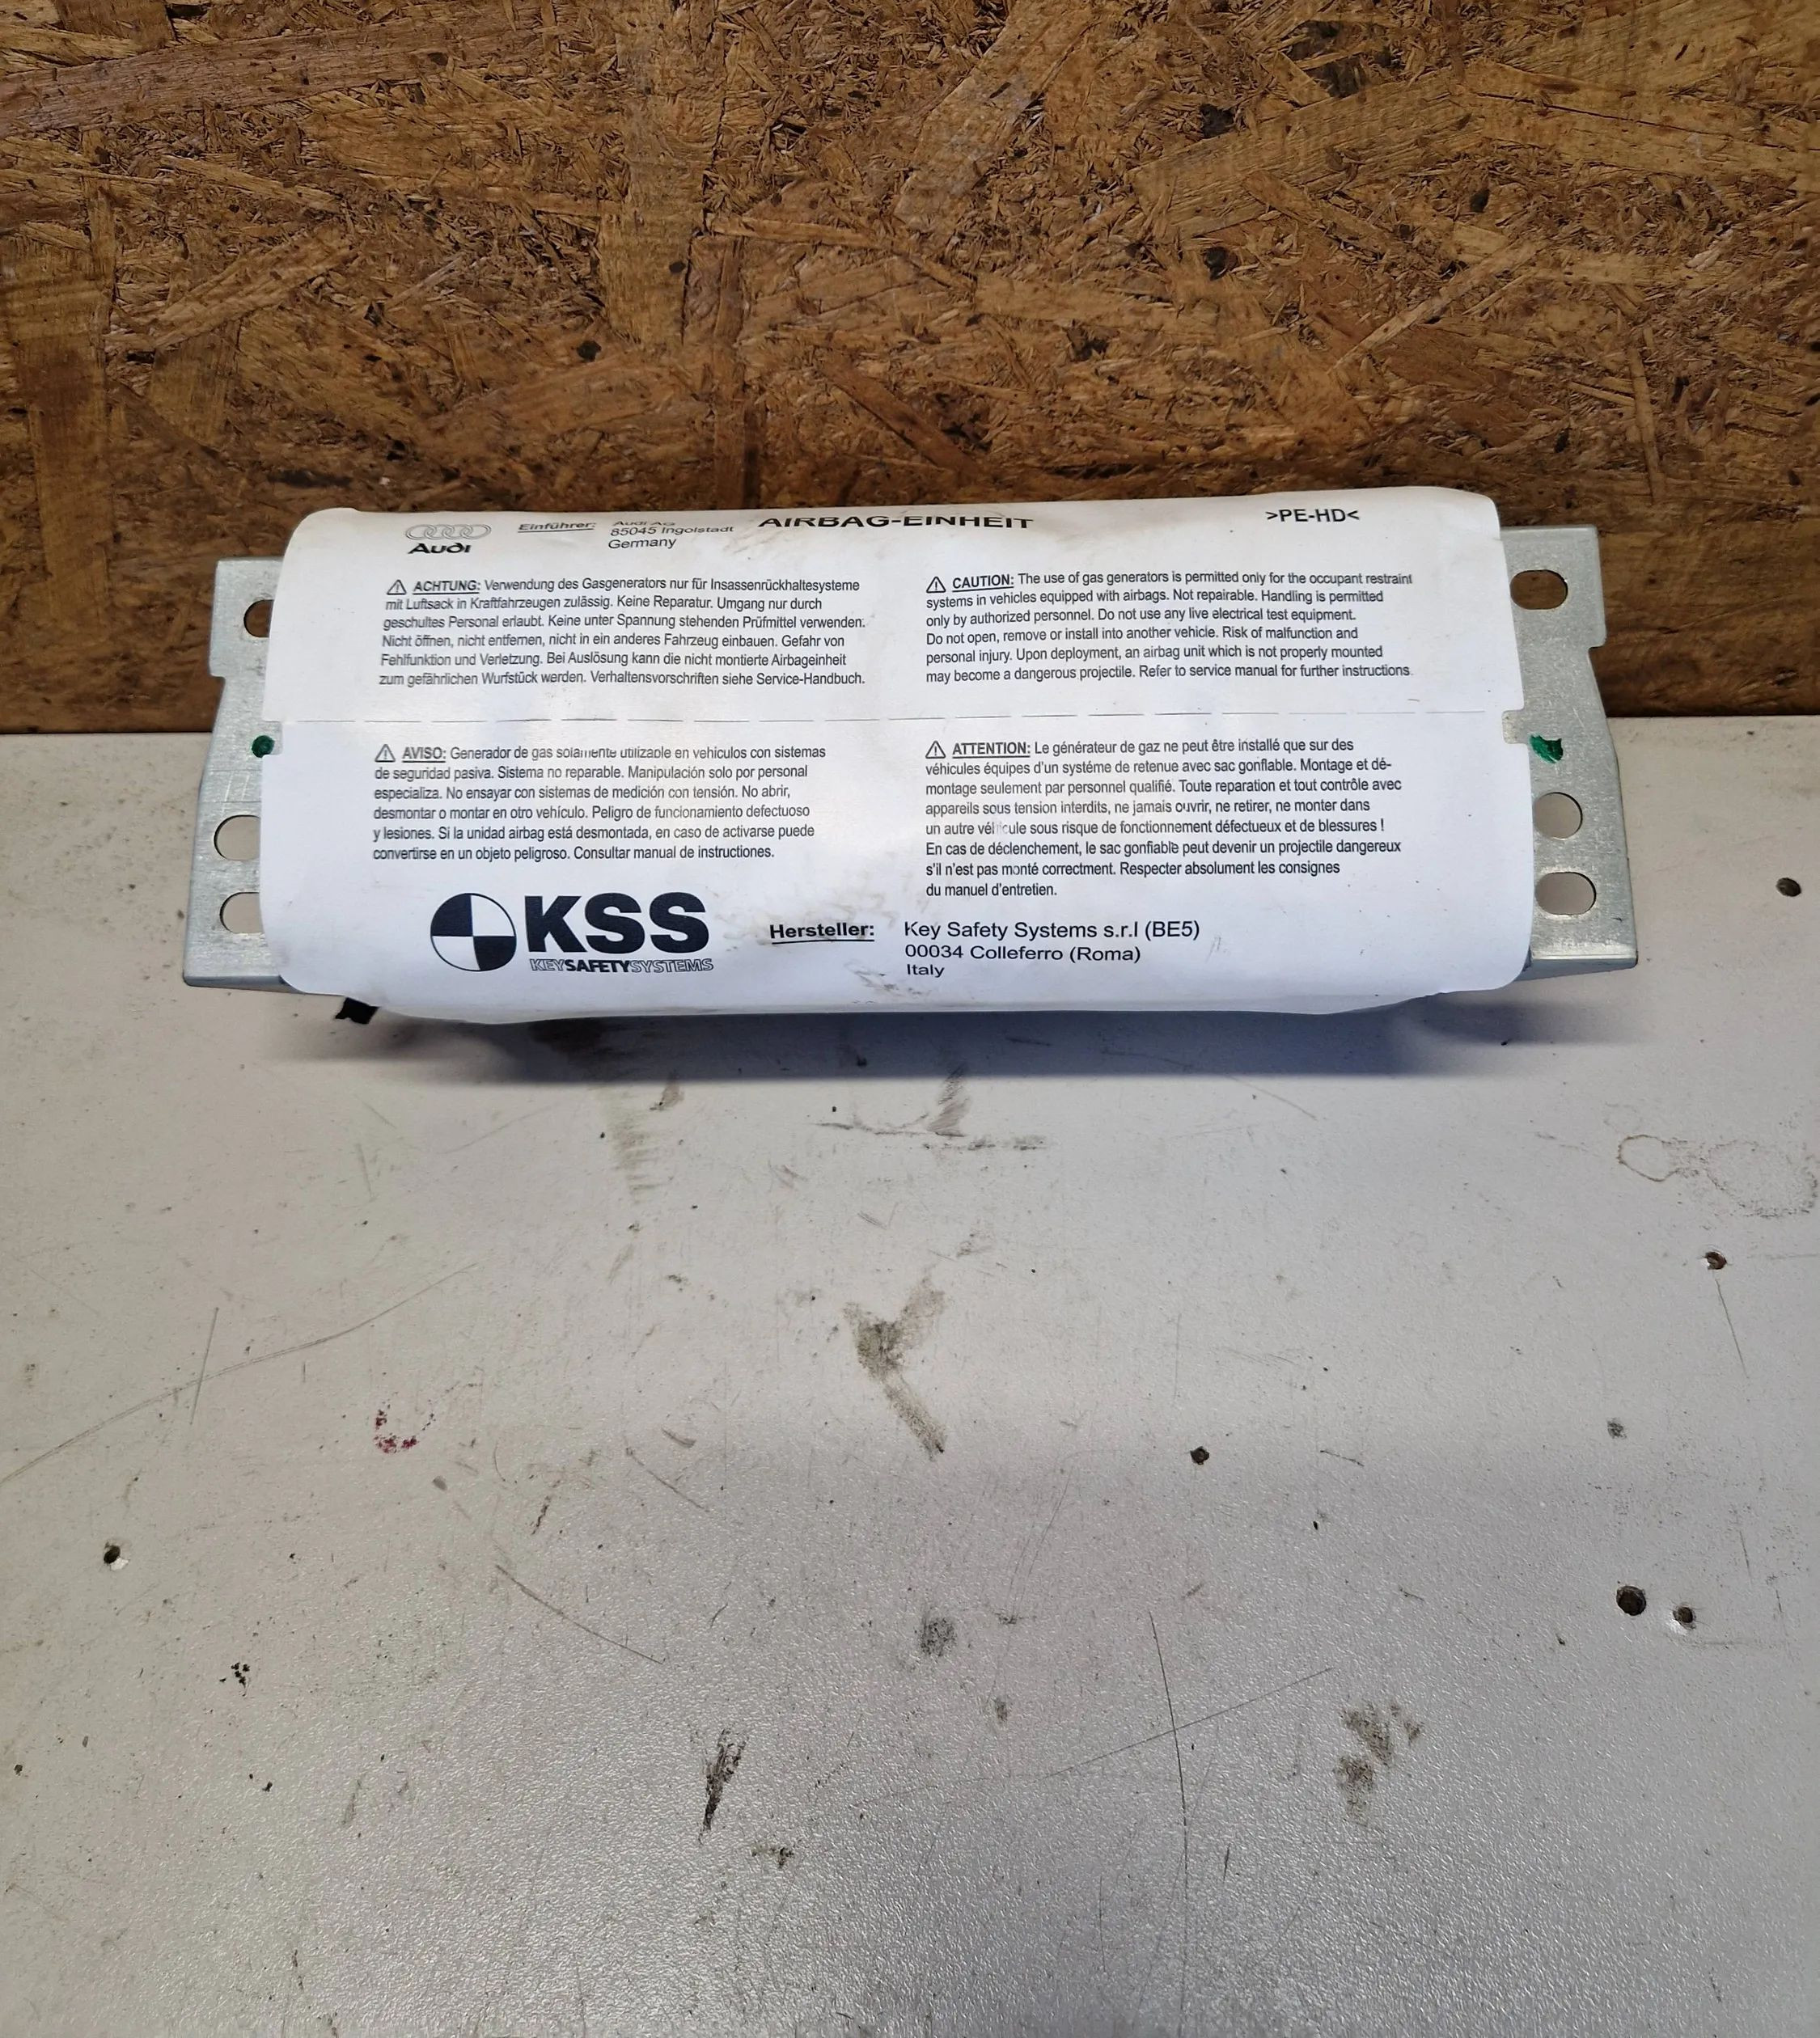 Audi
Einführer: Audi AG
85045 Ingolstadt
Germany
AIRBAG-EINHEIT
>PE-HD<
ACHTUNG: Verwendung des Gasgenerators nur für Insassenrückhaltesysteme
mit Luftsack in Kraftfahrzeugen zulässig. Keine Reparatur. Umgang nur durch
geschultes Personal erlaubt. Keine unter Spannung stehenden Prüfmittel verwenden.
Nicht öffnen, nicht entfernen, nicht in ein anderes Fahrzeug einbauen. Gefahr von
Fehlfunktion und Verletzung. Bei Auslösung kann die nicht montierte Airbageinheit
zum gefährlichen Wurfstück werden. Verhaltensvorschriften siehe Service-Handbuch.
CAUTION: The use of gas generators is permitted only for the occupant restraint
systems in vehicles equipped with airbags. Not repairable. Handling is permitted
only by authorized personnel. Do not use any live electrical test equipment.
Do not open, remove or install into another vehicle. Risk of malfunction and
personal injury. Upon deployment, an airbag unit which is not properly mounted
may become a dangerous projectile. Refer to service manual for further instructions.
AVISO: Generador de gas solamente utilizable en vehiculos con sistemas
de seguridad pasiva. Sistema no reparable. Manipulación solo por personal
especializa. No ensayar con sistemas de medición con tensión. No abrir,
desmontar o montar en otro vehículo. Peligro de funcionamiento defectuoso
y lesiones. Si la unidad airbag está desmontada, en caso de activarse puede
convertirse en un objeto peligroso. Consultar manual de instrucciones.
ATTENTION: Le générateur de gaz ne peut être installé que sur des
véhicules équipes d'un systéme de retenue avec sac gonflable. Montage et dé-
montage seulement par personnel qualifié. Toute reparation et tout contrôle avec
appareils sous tension interdits, ne jamais ouvrir, ne retirer, ne monter dans
un autre véhicule sous risque de fonctionnement défectueux et de blessures !
En cas de déclenchement, le sac gonfiable peut devenir un projectile dangereux
s'il n'est pas monté correctment. Respecter absolument les consignes
du manuel d'entretien.
KSS
KEYSAFETYSYSTEMS
Hersteller: Key Safety Systems s.r.l (BE5)
00034 Colleferro (Roma)
Italy